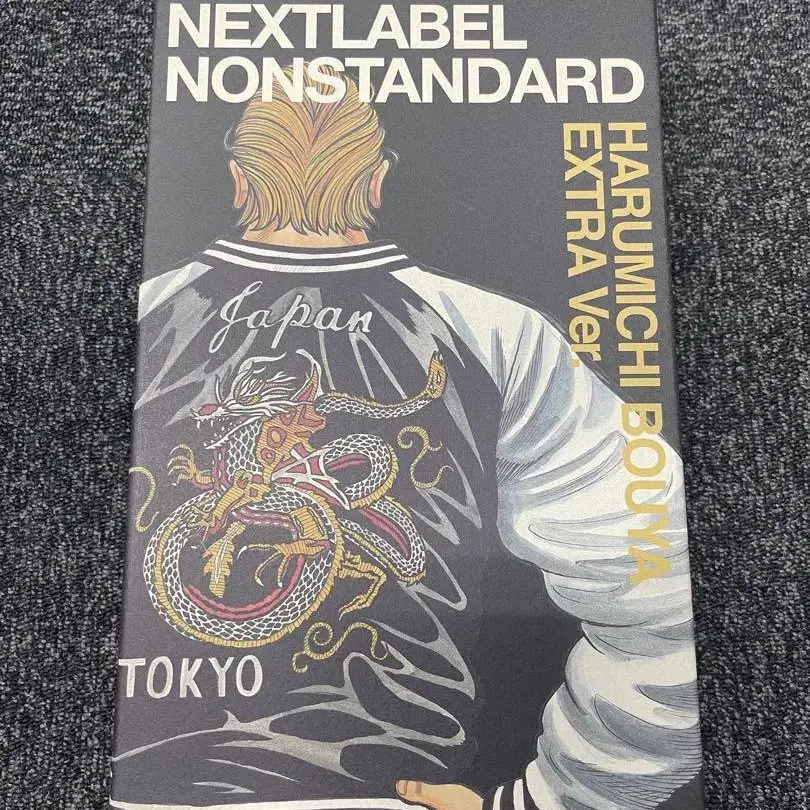 NEXTLABEL
NONSTANDARD
HARUMICHI BOUYA
EXTRA Ver.
Japan
TOKYO